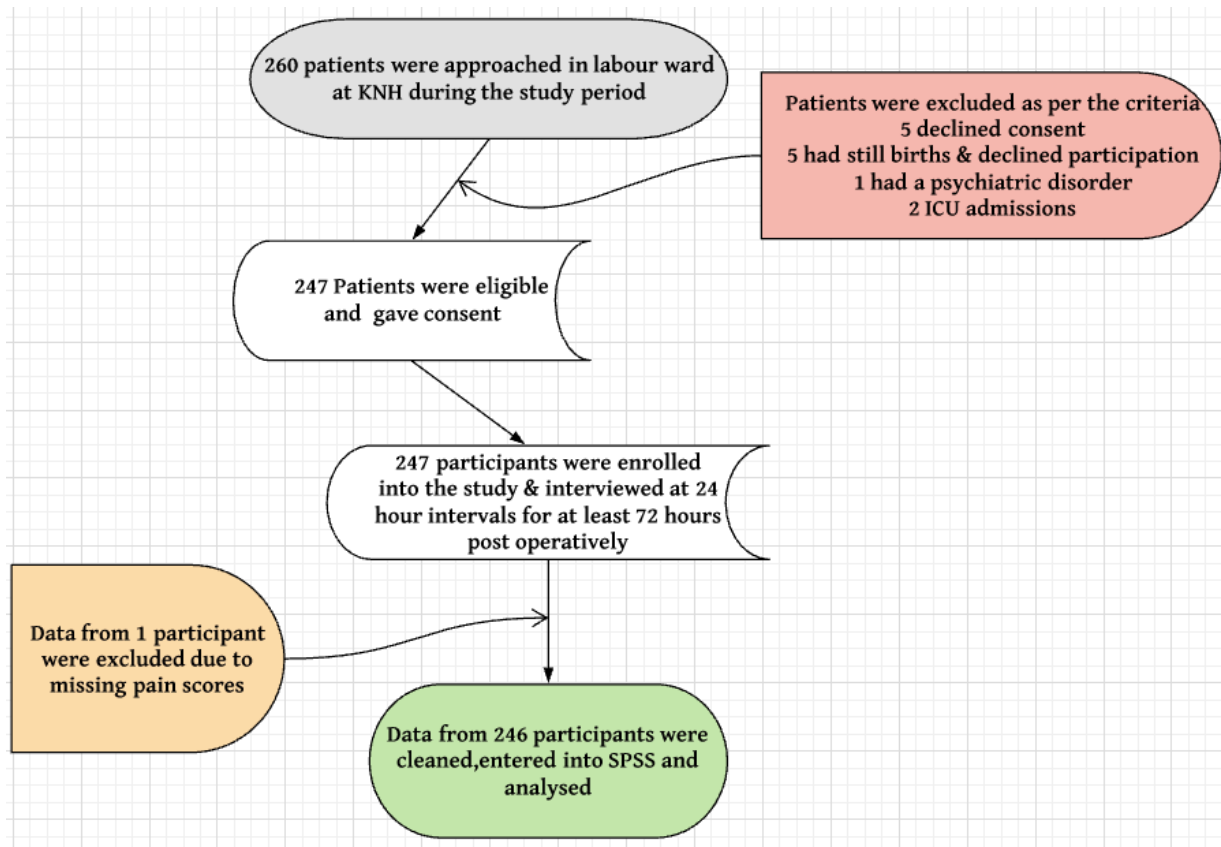 260 patients were approached in labour ward
at KNH during the study period
Patients were excluded as per the criteria
5 declined consent
5 had still births & declined participation
1 had a psychiatric disorder
2 ICU admissions
247 Patients were eligible
and gave consent
247 participants were enrolled
into the study & interviewed at 24
hour intervals for at least 72 hours
post operatively
Data from 1 participant
were excluded due to
missing pain scores
Data from 246 participants were
cleaned,entered into SPSS and
analysed